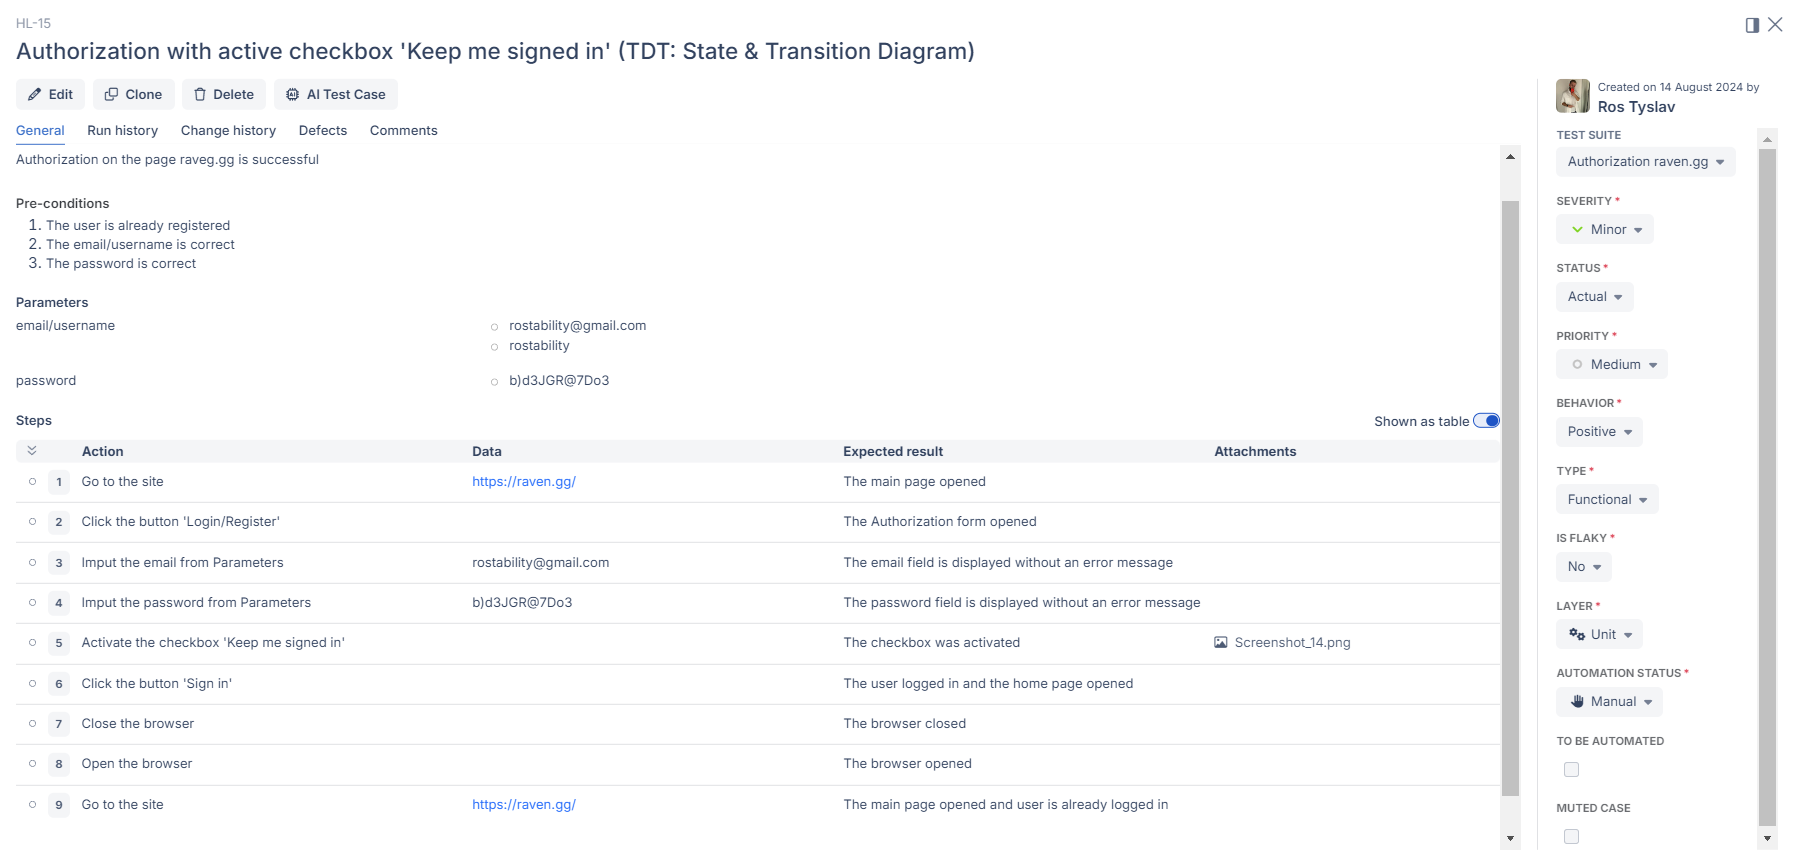 HL-15
Authorization with active checkbox 'Keep me signed in' (TDT: State & Transition Diagram)
Edit Clone Delete AI Test Case
General Run history Change history Defects Comments
Authorization on the page raveg.gg is successful
Pre-conditions
1. The user is already registered
2. The email/username is correct
3. The password is correct
Parameters
email/username
rostability@gmail.com
rostability
password
b)d3JGR@7Do3
Steps
Shown as table
Action Data Expected result Attachments
1 Go to the site https://raven.gg/ The main page opened
2 Click the button 'Login/Register' The Authorization form opened
3 Imput the email from Parameters rostability@gmail.com The email field is displayed without an error message
4 Imput the password from Parameters b)d3JGR@7Do3 The password field is displayed without an error message
5 Activate the checkbox 'Keep me signed in' The checkbox was activated Screenshot_14.png
6 Click the button 'Sign in' The user logged in and the home page opened
7 Close the browser The browser closed
8 Open the browser The browser opened
9 Go to the site https://raven.gg/ The main page opened and user is already logged in
Created on 14 August 2024 by
Ros Tyslav
TEST SUITE
Authorization raven.gg
SEVERITY *
Minor
STATUS *
Actual
PRIORITY *
Medium
BEHAVIOR *
Positive
TYPE *
Functional
IS FLAKY *
No
LAYER *
Unit
AUTOMATION STATUS *
Manual
TO BE AUTOMATED
MUTED CASE